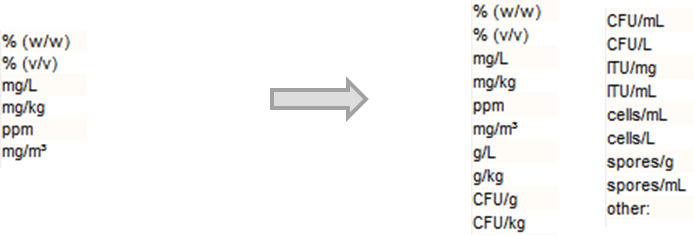 % (w/w)
% (v/v)
mg/L
mg/kg
ppm
mg/m³
% (w/w)
% (v/v)
mg/L
mg/kg
ppm
mg/m³
g/L
g/kg
CFU/g
CFU/kg
CFU/mL
CFU/L
ITU/mg
ITU/mL
cells/mL
cells/L
spores/g
spores/mL
other: